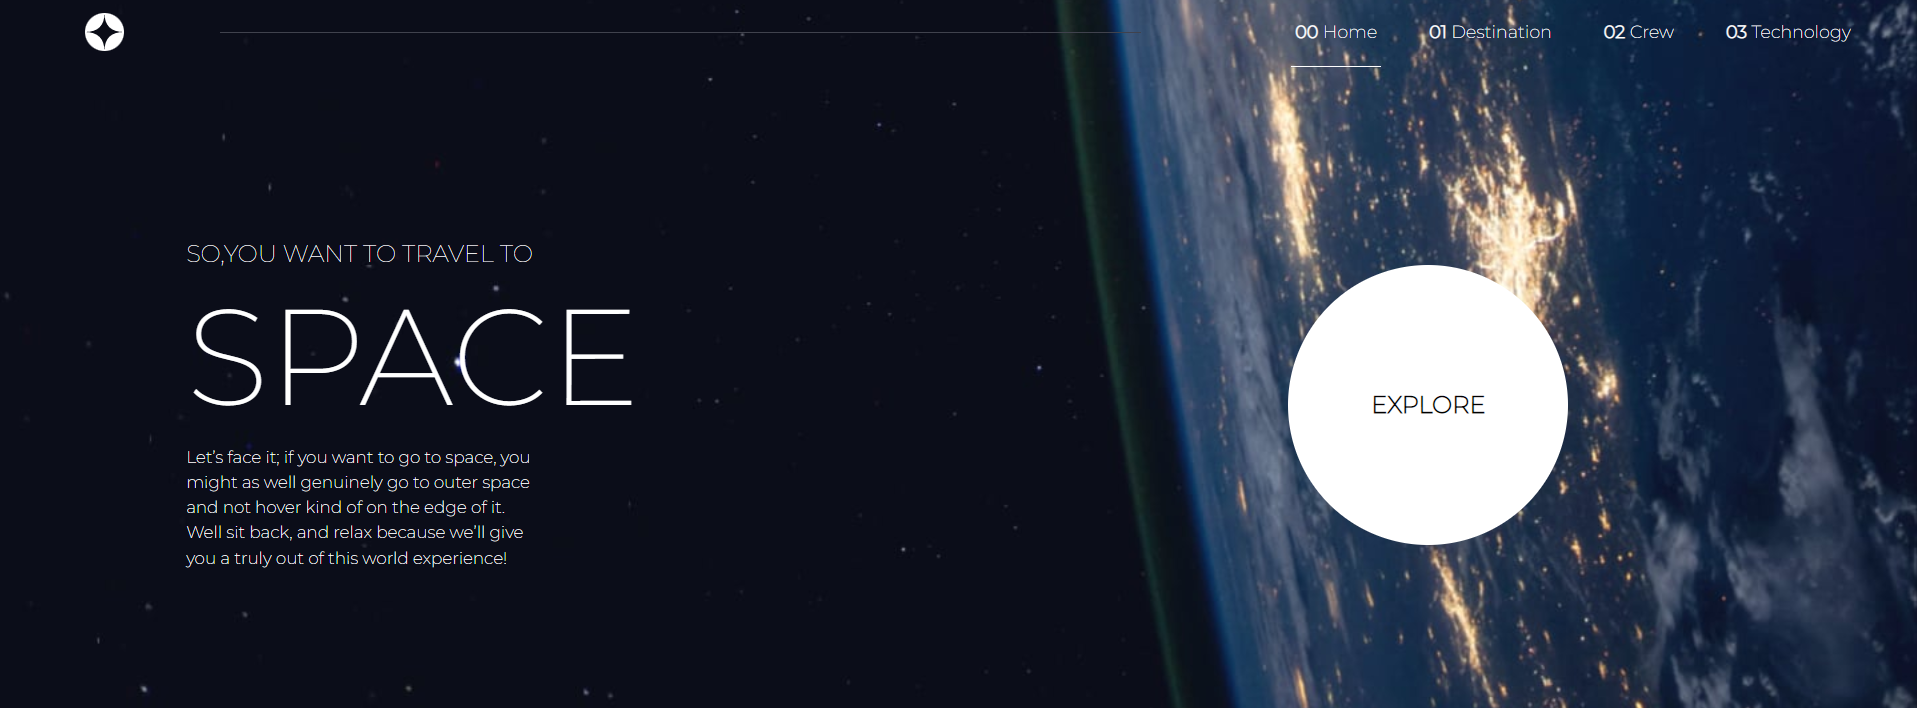 00 Home 01 Destination 02 Crew 03 Technology
SO,YOU WANT TO TRAVEL TO
SPACE
Let's face it; if you want to go to space, you
might as well genuinely go to outer space
and not hover kind of on the edge of it.
Well sit back, and relax because we'll give
you a truly out of this world experience!
EXPLORE